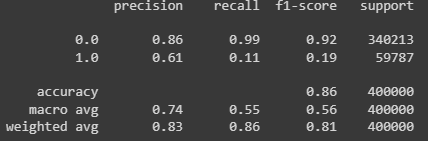 precision recall f1-score support
0.0 0.86 0.99 0.92 340213
1.0 0.61 0.11 0.19 59787
accuracy 0.86 400000
macro avg 0.74 0.55 0.56 400000
weighted avg 0.83 0.86 0.81 400000